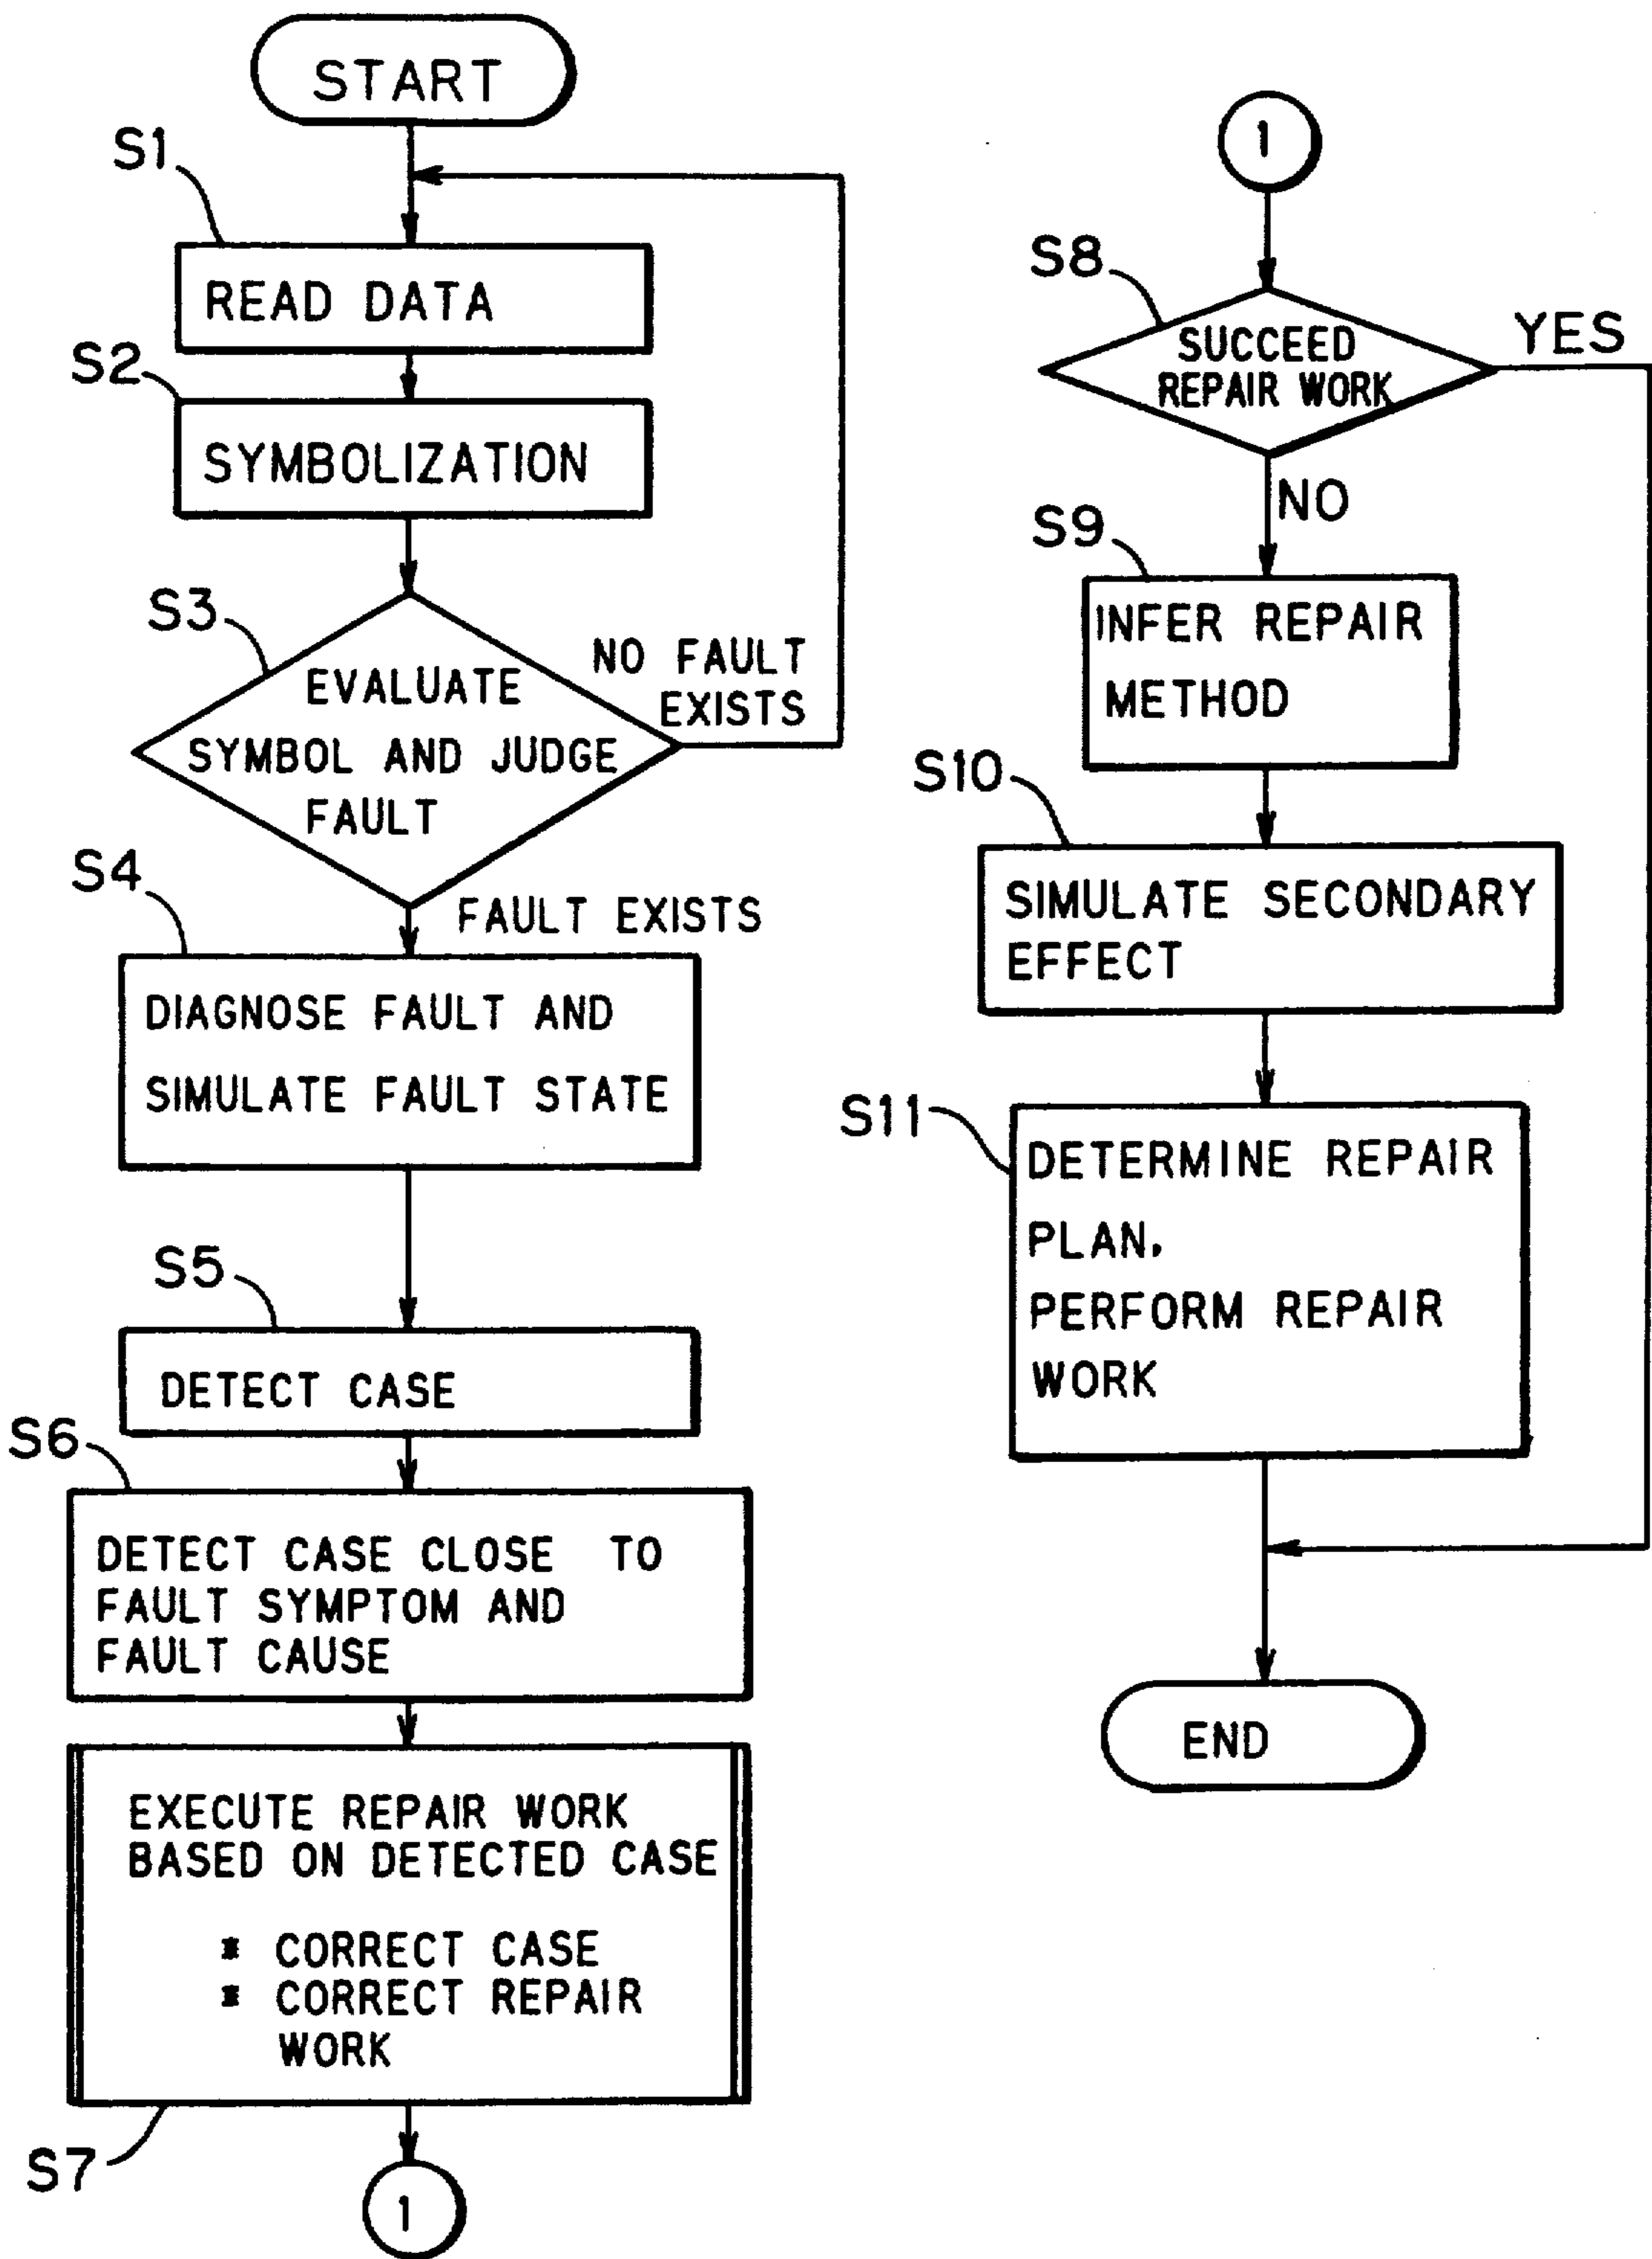 START
S1
READ DATA
S2
SYMBOLIZATION
S3
EVALUATE
SYMBOL AND JUDGE
FAULT
NO FAULT
EXISTS
S4
FAULT EXISTS
DIAGNOSE FAULT AND
SIMULATE FAULT STATE
S5
DETECT CASE
S6
DETECT CASE CLOSE TO
FAULT SYMPTOM AND
FAULT CAUSE
EXECUTE REPAIR WORK
BASED ON DETECTED CASE
* CORRECT CASE
* CORRECT REPAIR
WORK
S7
1
1
S8
SUCCEED
REPAIR WORK
YES
NO
S9
INFER REPAIR
METHOD
S10
SIMULATE SECONDARY
EFFECT
S11
DETERMINE REPAIR
PLAN.
PERFORM REPAIR
WORK
END